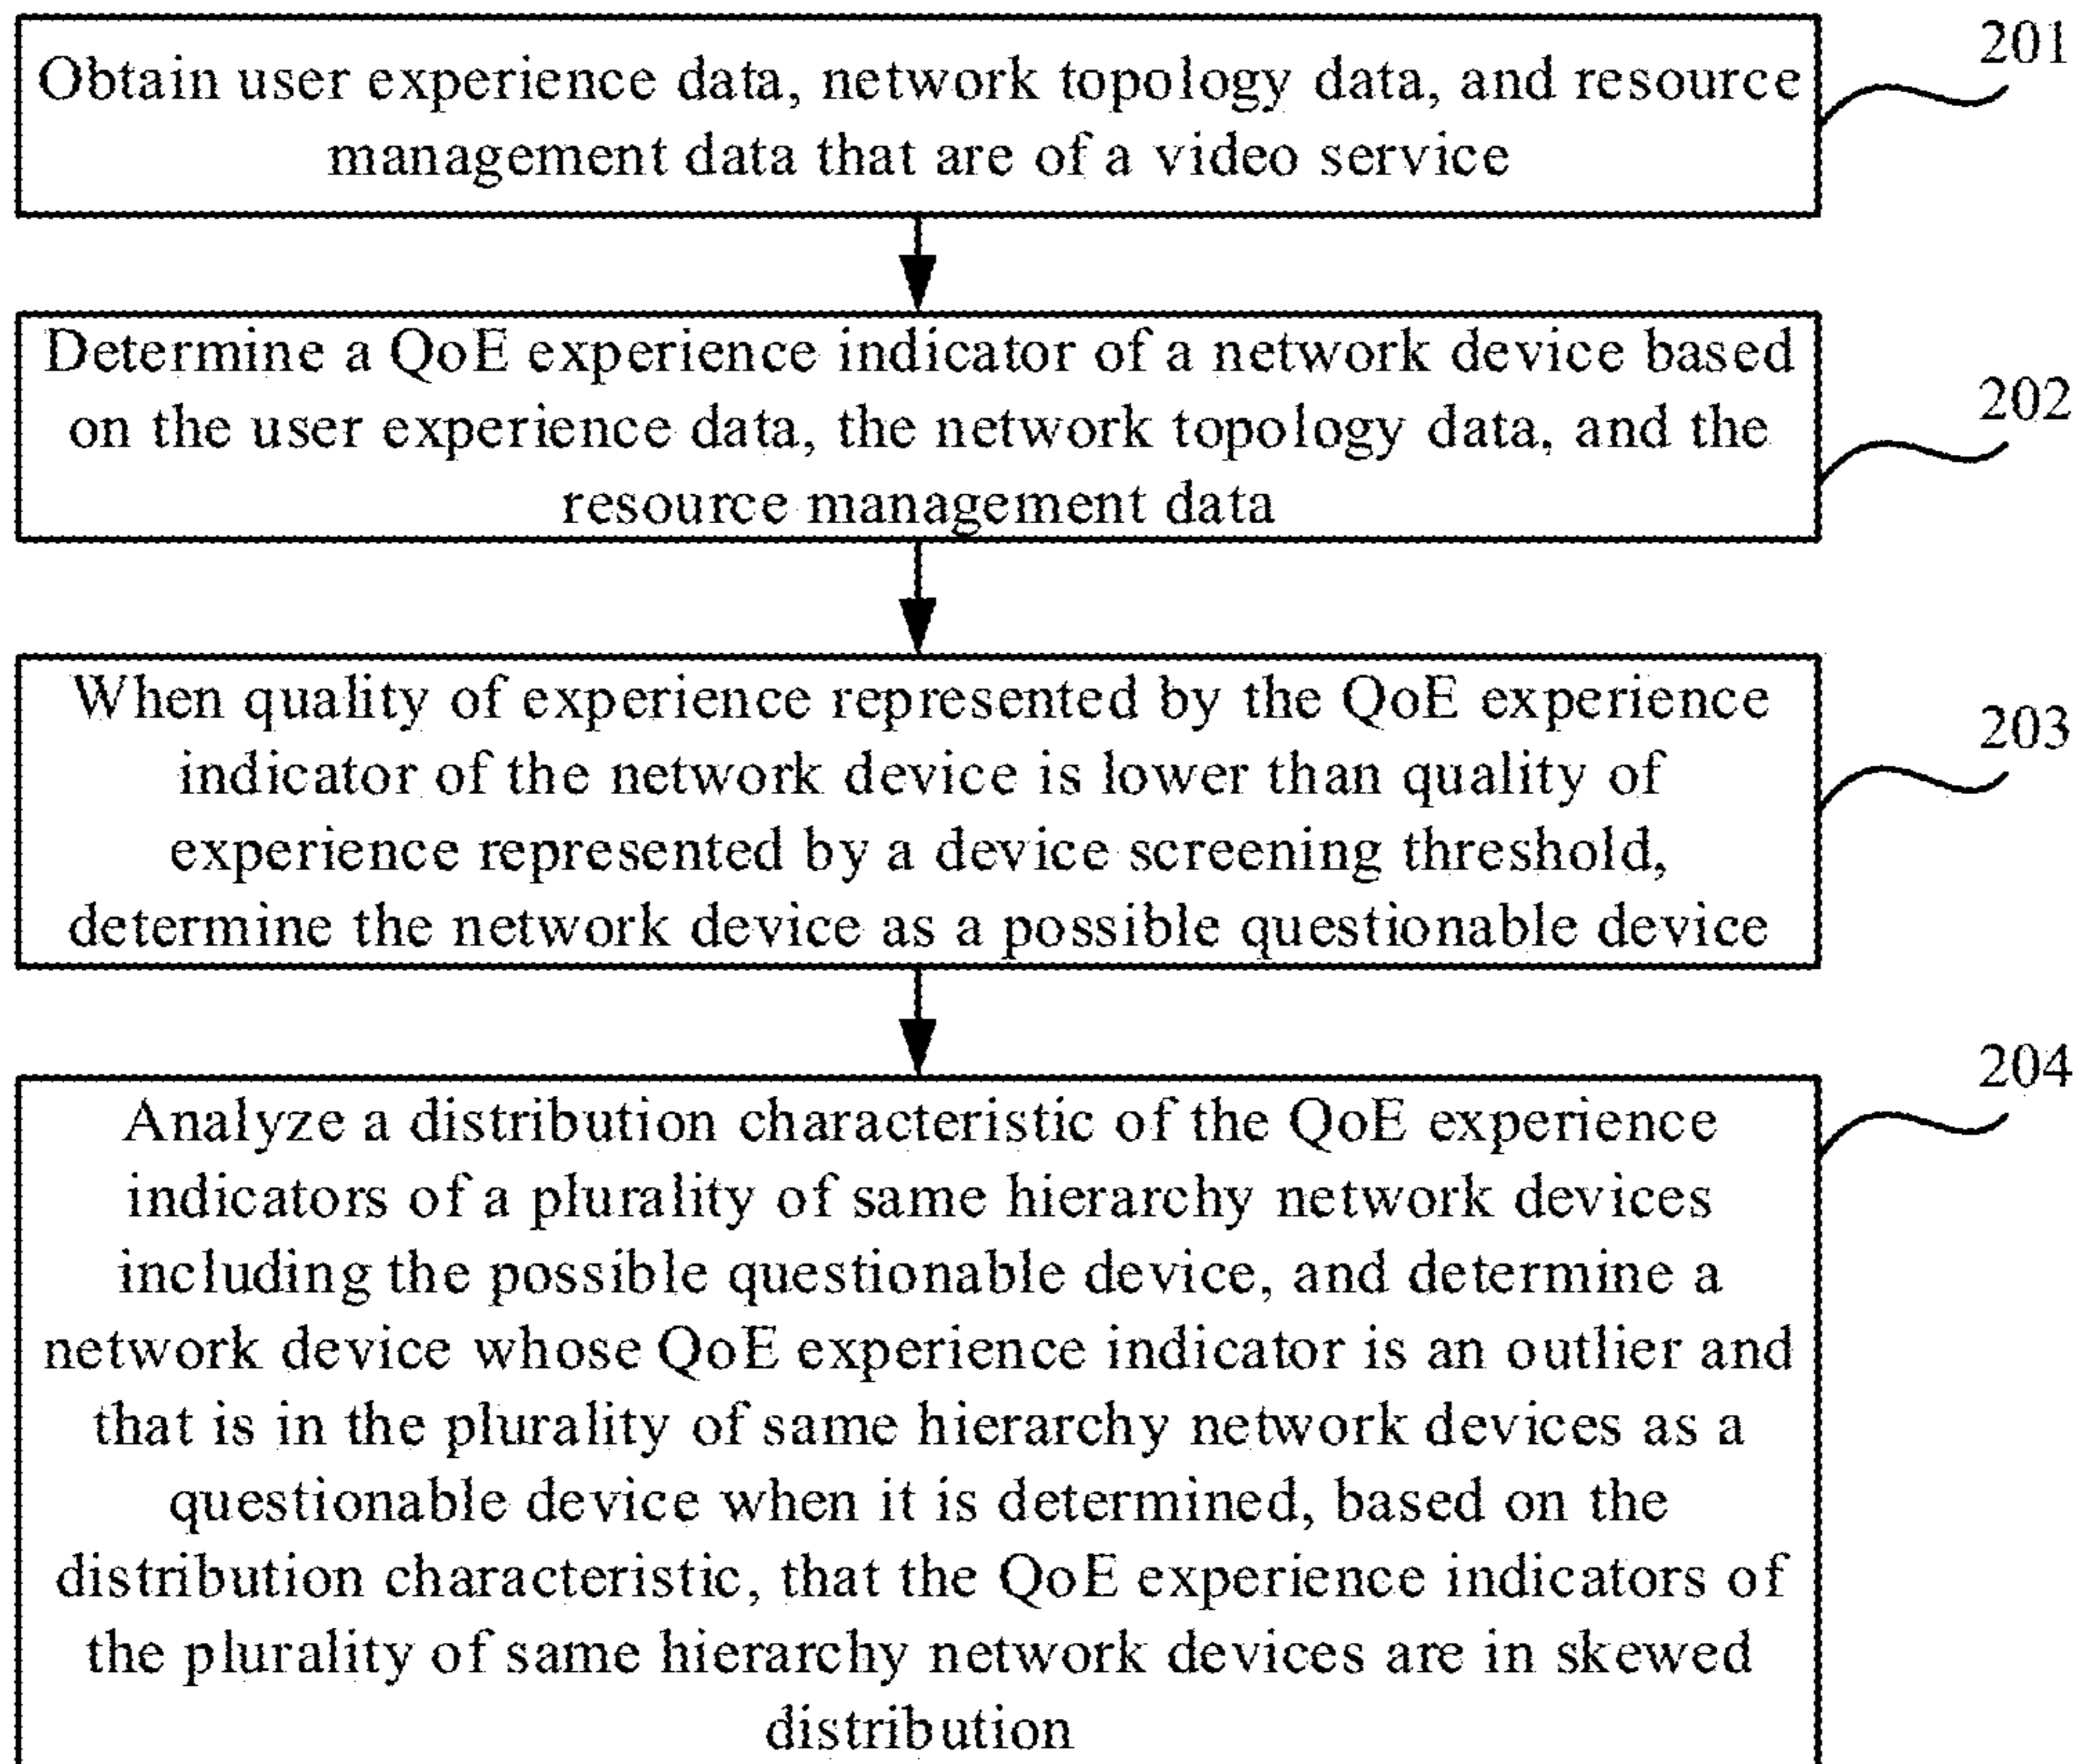 201
Obtain user experience data, network topology data, and resource
management data that are of a video service
Determine a QoE experience indicator of a network device based
202
on the user experience data, the network topology data, and the
resource management data
When quality of experience represented by the QoE experience
203
indicator of the network device is lower than quality of
experience represented by a device screening threshold,
determine the network device as a possible questionable device
204
Analyze a distribution characteristic of the QoE experience
indicators of a plurality of same hierarchy network devices
including the possible questionable device, and determine a
network device whose QoE experience indicator is an outlier and
that is in the plurality of same hierarchy network devices as a
questionable device when it is determined, based on the
distribution characteristic, that the QoE experience indicators of
the plurality of same hierarchy network devices are in skewed
distribution